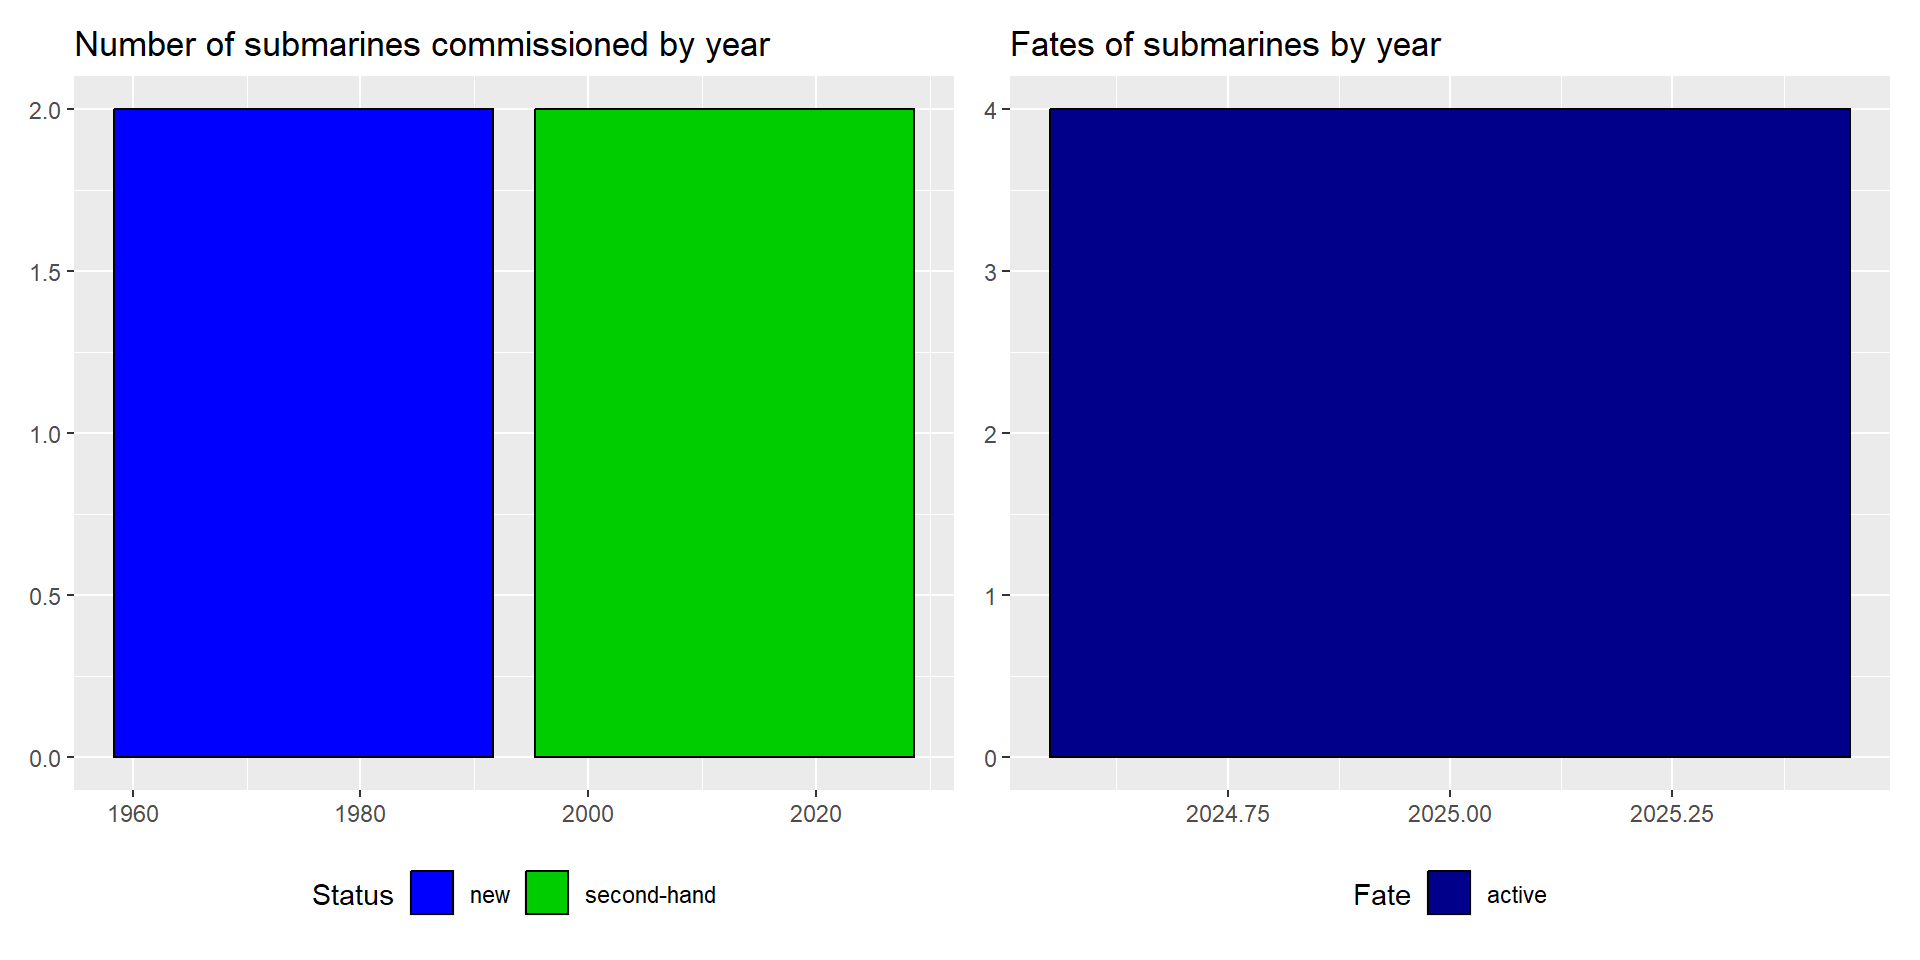 Number of submarines commissioned by year
2.0
1.5
1.0
0.5
0.0
1960 1980 2000 2020
Status new second-hand
Fates of submarines by year
4
3
2
1
0
2024.75 2025.00 2025.25
Fate active